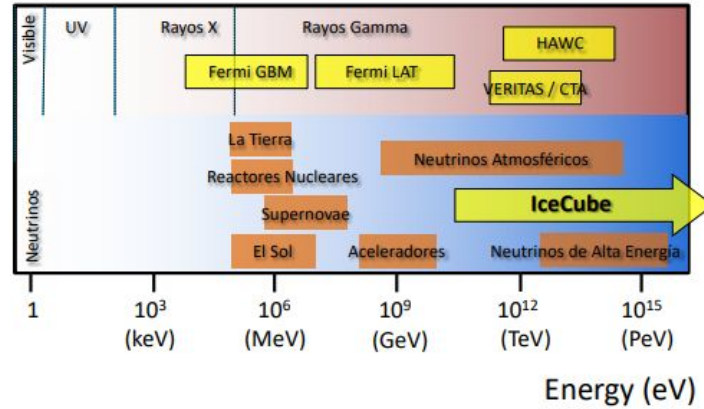 Visible
UV
Rayos X
Rayos Gamma
HAWC
Fermi GBM
Fermi LAT
VERITAS / CTA
Neutrinos
La Tierra
Neutrinos Atmosféricos
Reactores Nucleares
IceCube
Supernovae
El Sol
Aceleradores
Neutrinos de Alta Energía
1
10³
10⁶
10⁹
10¹²
10¹⁵
(keV)
(MeV)
(GeV)
(TeV)
(PeV)
Energy (eV)